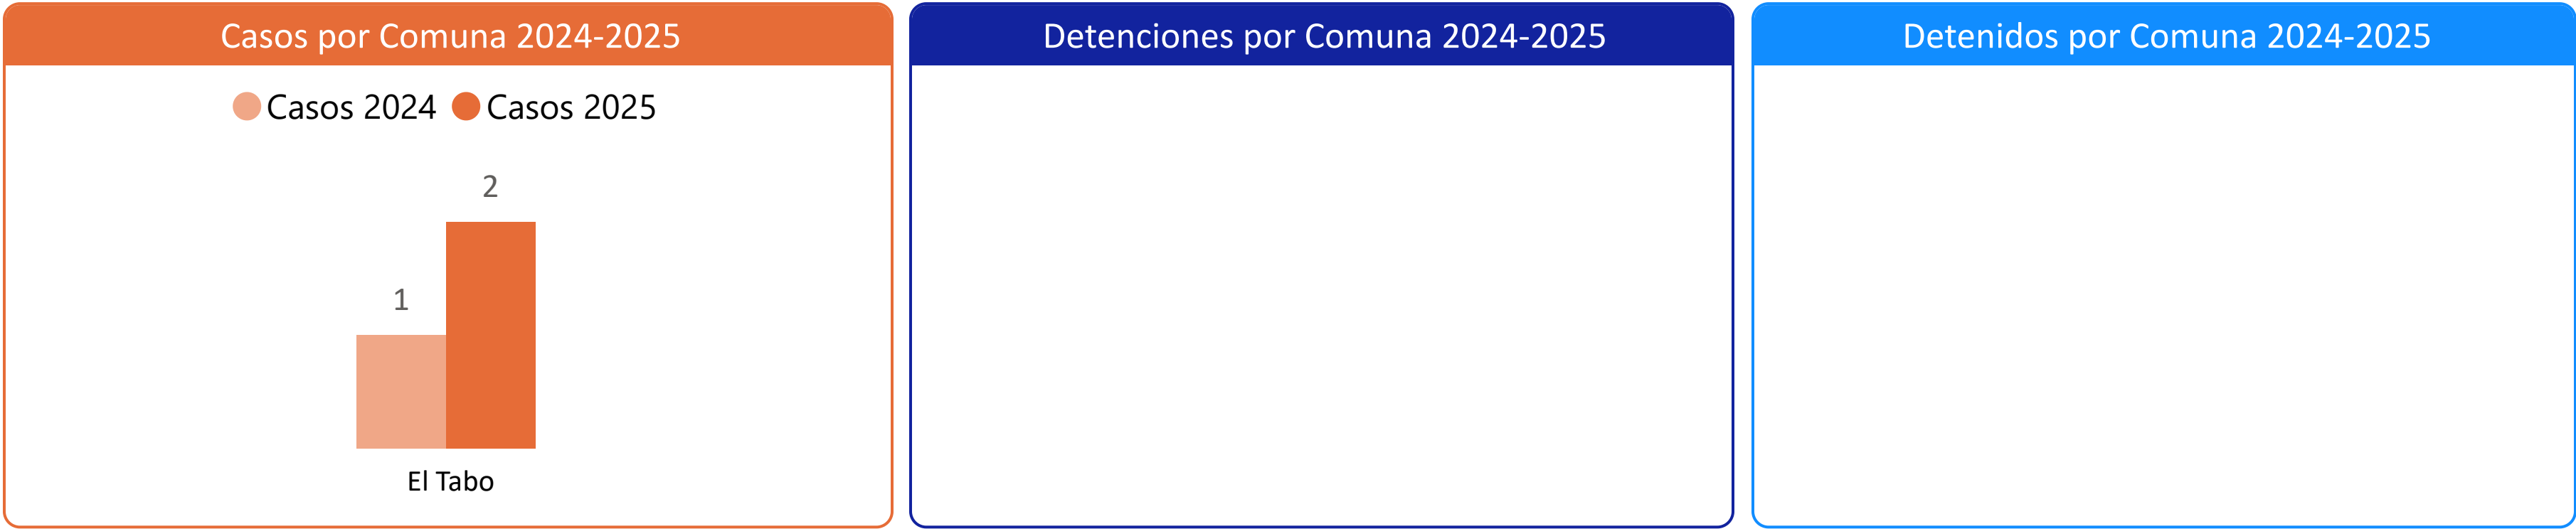 Casos por Comuna 2024-2025
Casos 2024 Casos 2025
2
1
El Tabo
Detenciones por Comuna 2024-2025
Detenidos por Comuna 2024-2025